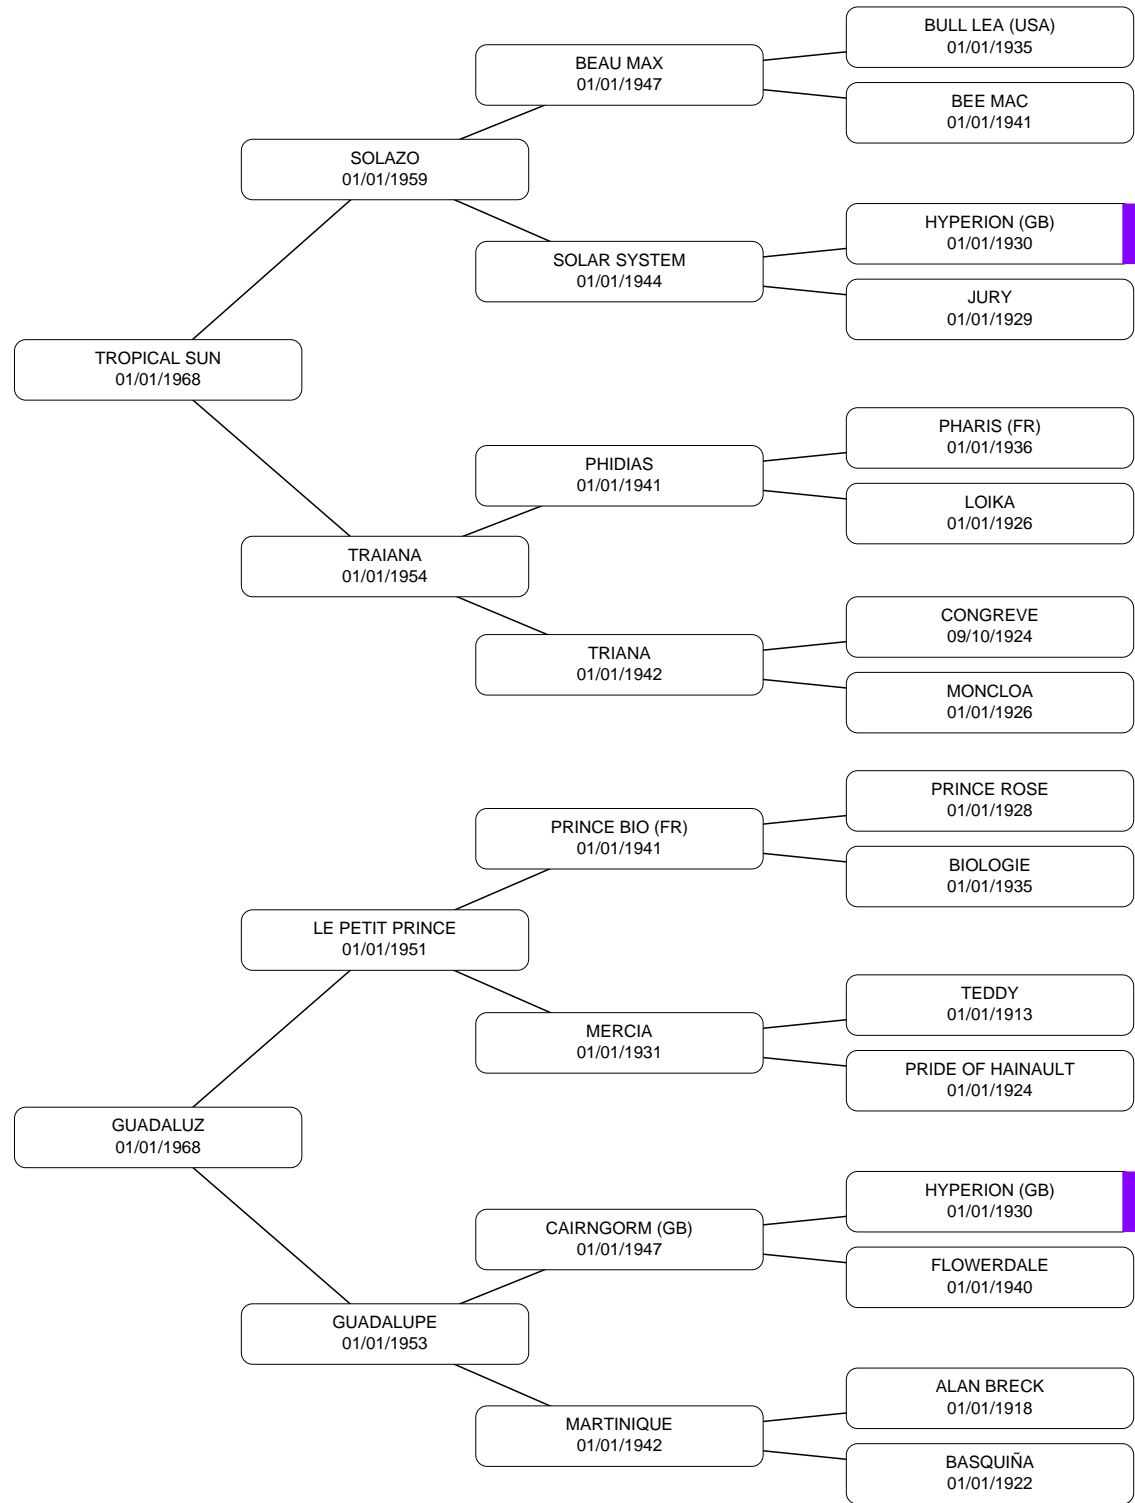 BULL LEA (USA)
01/01/1935
BEAU MAX
01/01/1947
BEE MAC
01/01/1941
SOLAZO
01/01/1959
HYPERION (GB)
01/01/1930
SOLAR SYSTEM
01/01/1944
JURY
01/01/1929
TROPICAL SUN
01/01/1968
PHARIS (FR)
01/01/1936
PHIDIAS
01/01/1941
LOIKA
01/01/1926
TRAIANA
01/01/1954
CONGREVE
09/10/1924
TRIANA
01/01/1942
MONCLOA
01/01/1926
PRINCE ROSE
01/01/1928
PRINCE BIO (FR)
01/01/1941
BIOLOGIE
01/01/1935
LE PETIT PRINCE
01/01/1951
TEDDY
01/01/1913
MERCIA
01/01/1931
PRIDE OF HAINAULT
01/01/1924
GUADALUZ
01/01/1968
HYPERION (GB)
01/01/1930
CAIRNGORM (GB)
01/01/1947
FLOWERDALE
01/01/1940
GUADALUPE
01/01/1953
ALAN BRECK
01/01/1918
MARTINIQUE
01/01/1942
BASQUIÑA
01/01/1922